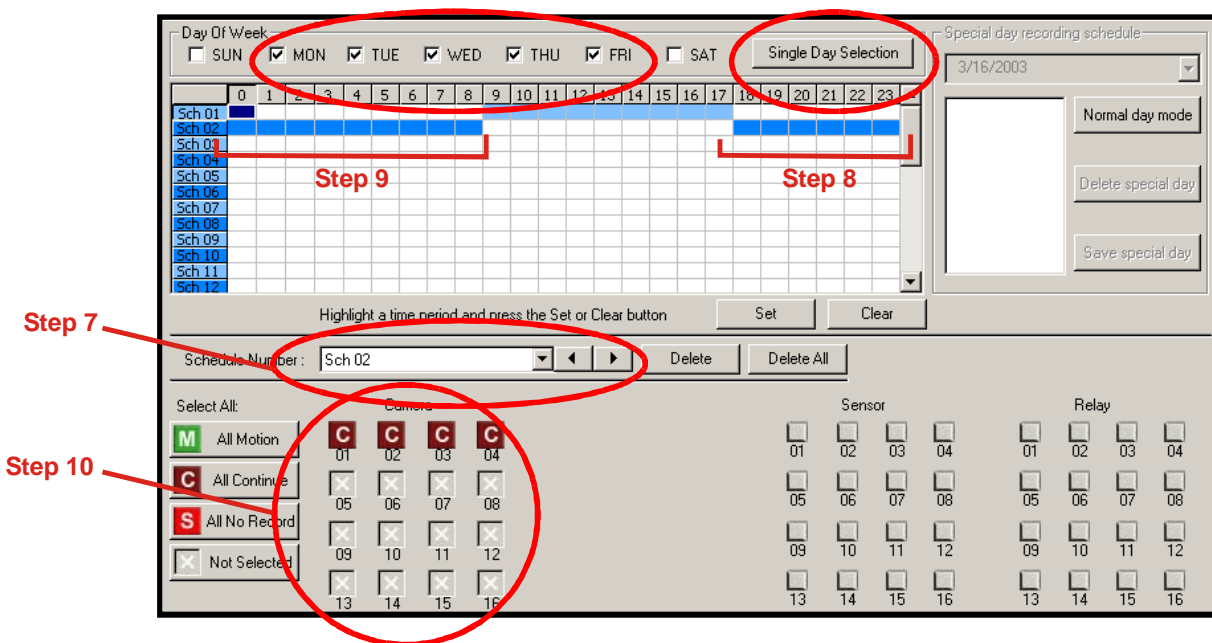 Day Of Week
SUN MON TUE WED THU FRI SAT
Single Day Selection
Special day recording schedule
3/16/2003
0 1 2 3 4 5 6 7 8 9 10 11 12 13 14 15 16 17 18 19 20 21 22 23
Sch 01
Sch 02
Sch 03
Sch 04
Sch 05
Sch 06
Sch 07
Sch 08
Sch 09
Sch 10
Sch 11
Sch 12
Step 9
Step 8
Normal day mode
Delete special day
Save special day
Highlight a time period and press the Set or Clear button
Set
Clear
Step 7
Schedule Number :
Sch 02
Delete
Delete All
Select All:
Camera
Sensor
Relay
M All Motion
C All Continue
S All No Record
Not Selected
Step 10
C C C C
01 02 03 04
05 06 07 08
09 10 11 12
13 14 15 16
01 02 03 04
05 06 07 08
09 10 11 12
13 14 15 16
01 02 03 04
05 06 07 08
09 10 11 12
13 14 15 16